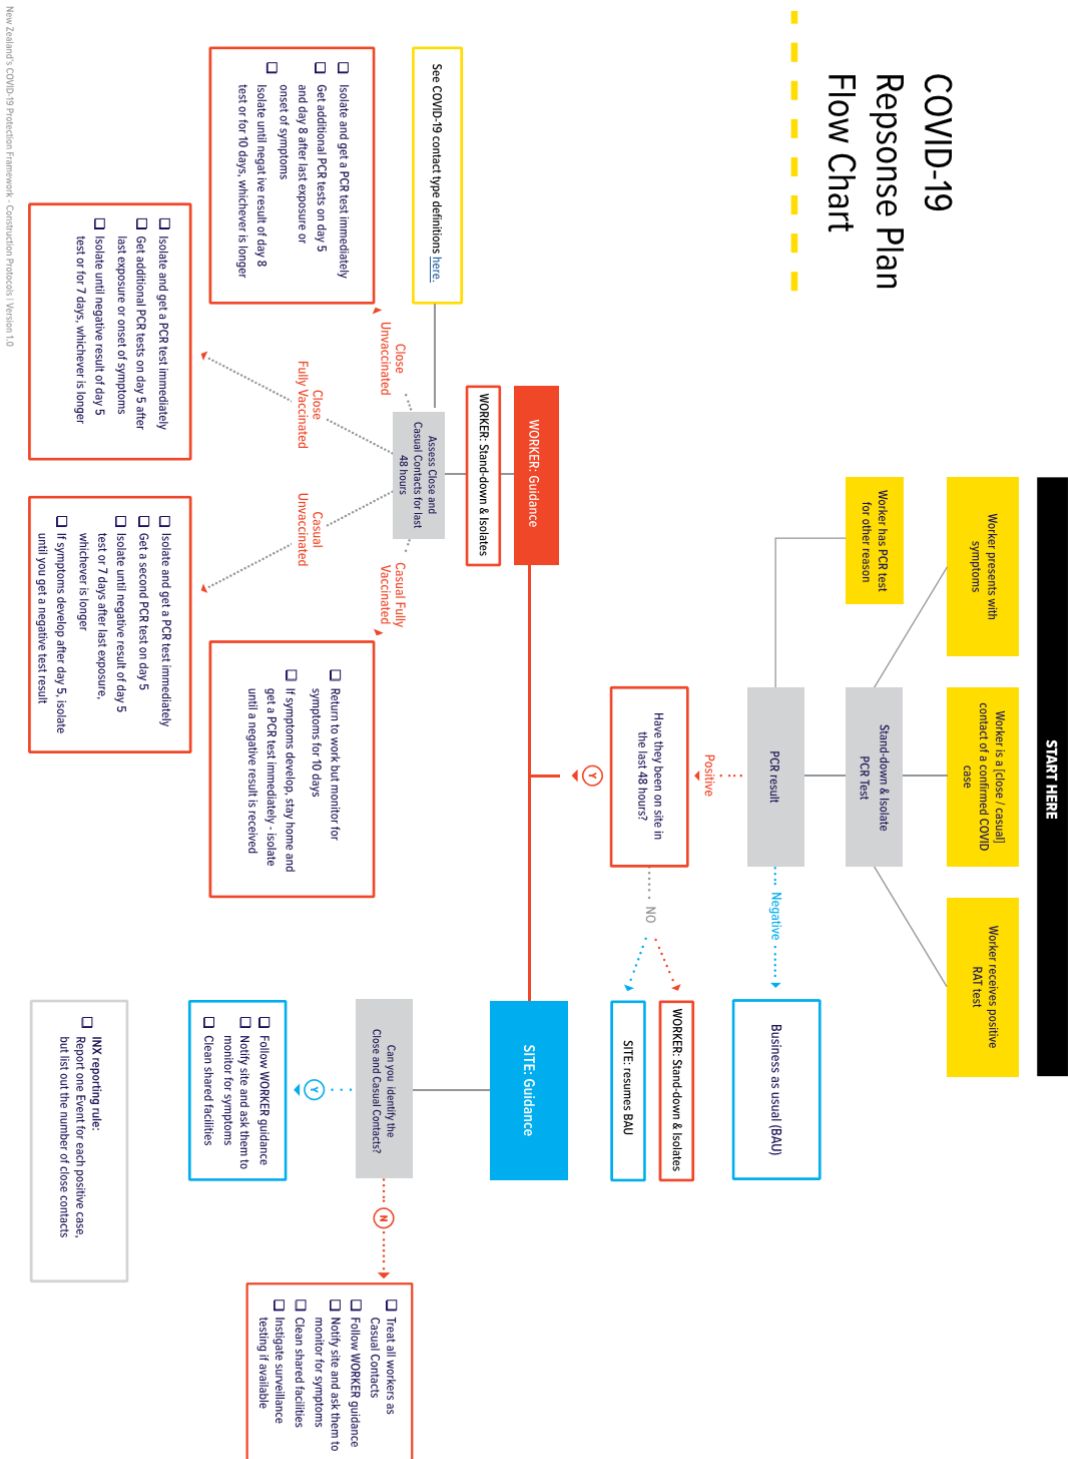 COVID-19
Repsonse Plan
Flow Chart
START HERE
Worker presents with
symptoms
Worker is a [close / casual]
contact of a confirmed COVID
case
Worker receives positive
RAT test
Worker has PCR test
for other reason
Stand-down & Isolate
PCR Test
PCR result
Positive
Negative
Business as usual (BAU)
Have they been on site in
the last 48 hours?
NO
WORKER: Stand-down & Isolates
SITE: resumes BAU
Y
WORKER: Guidance
SITE: Guidance
WORKER: Stand-down & Isolates
See COVID-19 contact type definitions here.
Assess Close and
Casual Contacts for last
48 hours
Close
Unvaccinated
Close
Fully Vaccinated
Casual
Unvaccinated
Casual Fully
Vaccinated
Isolate and get a PCR test immediately
Get additional PCR tests on day 5
and day 8 after last exposure or
onset of symptoms
Isolate until negat ive result of day 8
test or for 10 days, whichever is longer
Isolate and get a PCR test immediately
Get additional PCR tests on day 5 after
last exposure or onset of symptoms
Isolate until negative result of day 5
test or for 7 days, whichever is longer
Isolate and get a PCR test immediately
Get a second PCR test on day 5
Isolate until negative result of day 5
test or 7 days after last exposure,
whichever is longer
If symptoms develop after day 5, isolate
until you get a negative test result
Return to work but monitor for
symptoms for 10 days
If symptoms develop, stay home and
get a PCR test immediately - isolate
until a negative result is received
Can you identify the
Close and Casual Contacts?
Y
N
Follow WORKER guidance
Notify site and ask them to
monitor for symptoms
Clean shared facilities
Treat all workers as
Casual Contacts
Follow WORKER guidance
Notify site and ask them to
monitor for symptoms
Clean shared facilities
Instigate surveillance
testing if available
INX reporting rule:
Report one Event for each positive case,
but list out the number of close contacts
New Zealand's COVID-19 Protection Framework - Construction Protocols | Version 1.0